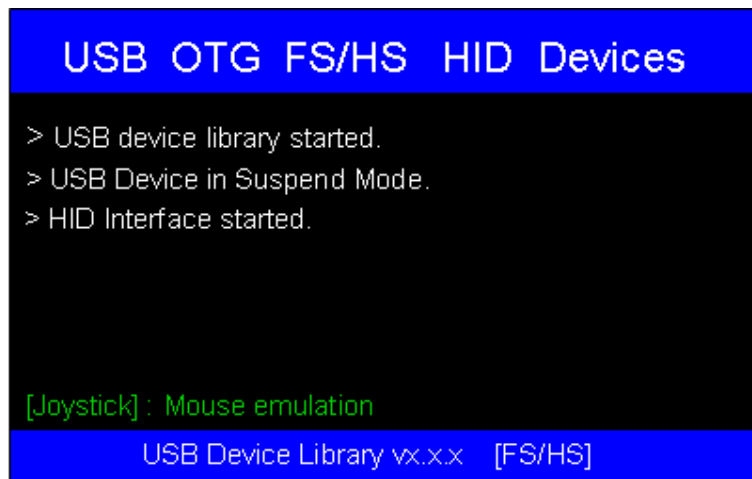 USB OTG FS/HS HID Devices
> USB device library started.
> USB Device in Suspend Mode.
> HID Interface started.
[Joystick] : Mouse emulation
USB Device Library vx.x.x [FS/HS]